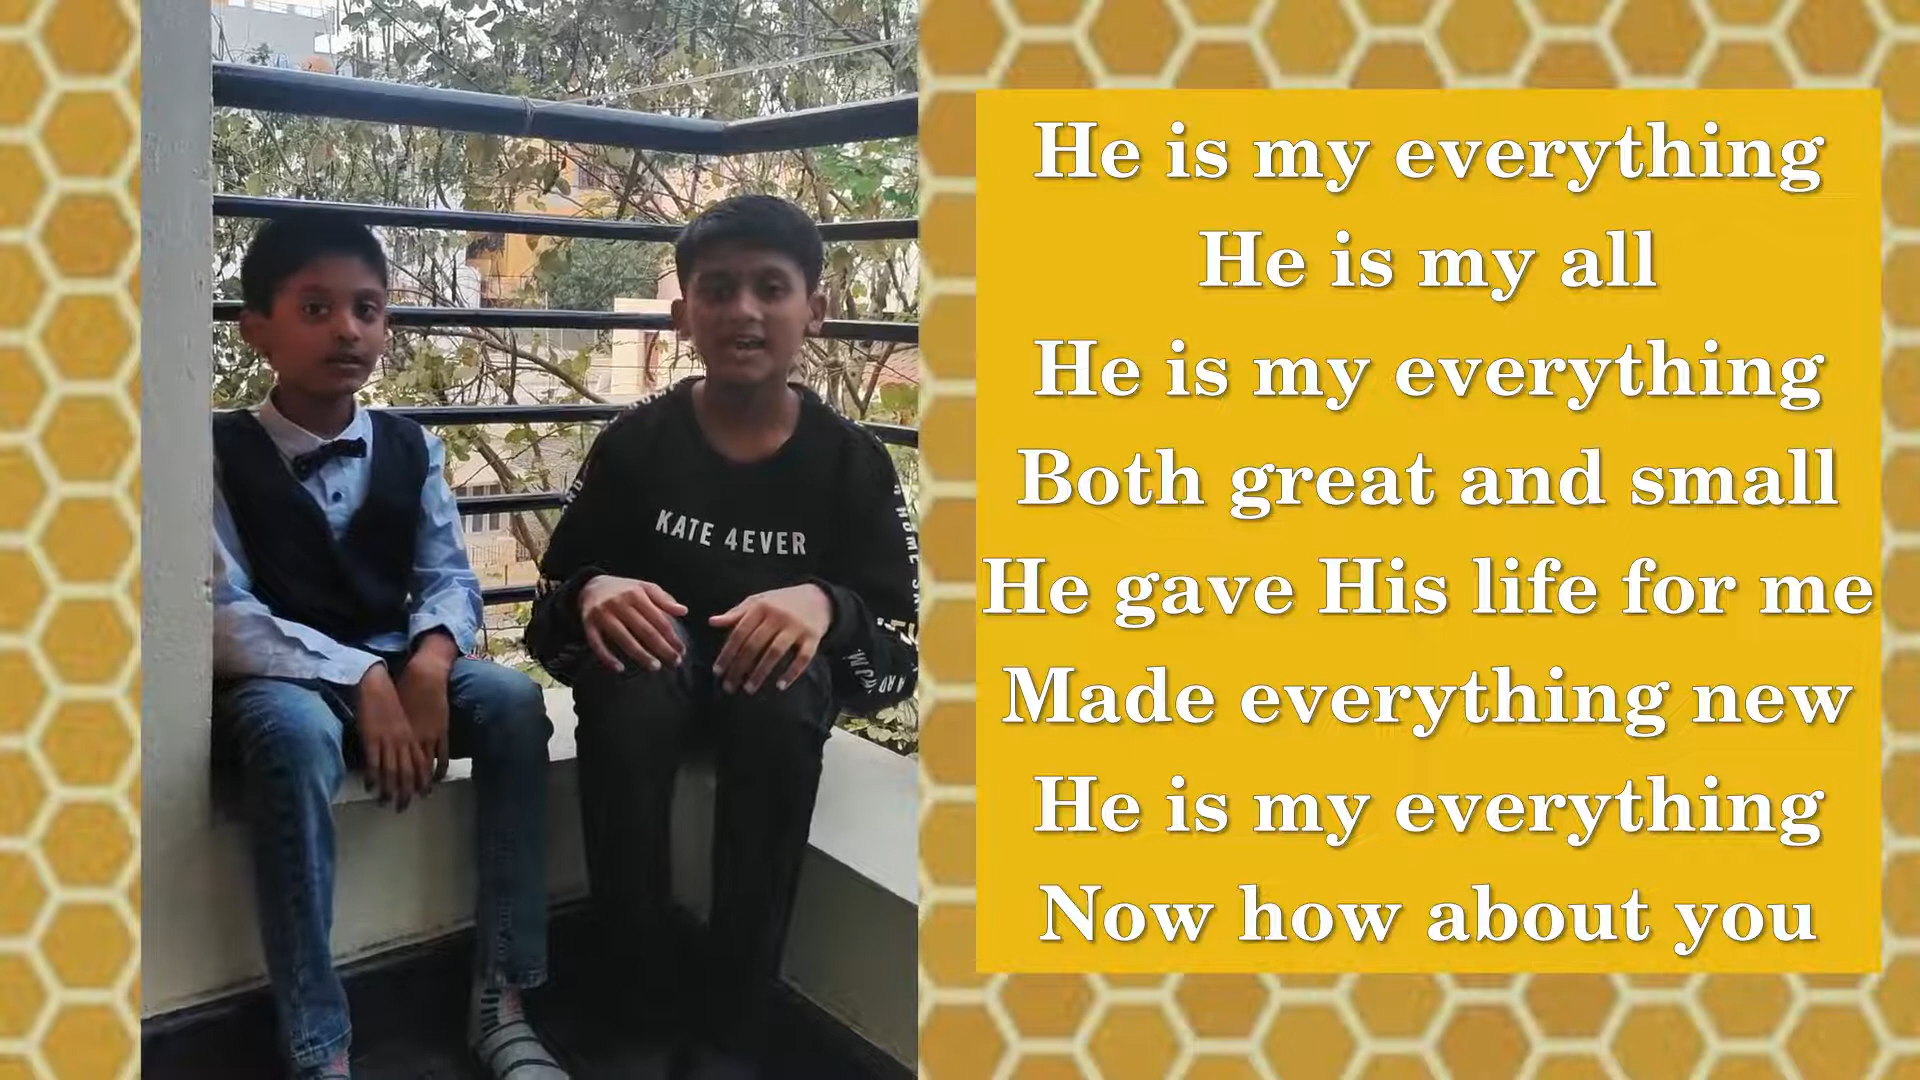 He is my everything
He is my all
He is my everything
Both great and small
He gave His life for me
Made everything new
He is my everything
Now how about you
KATE 4EVER